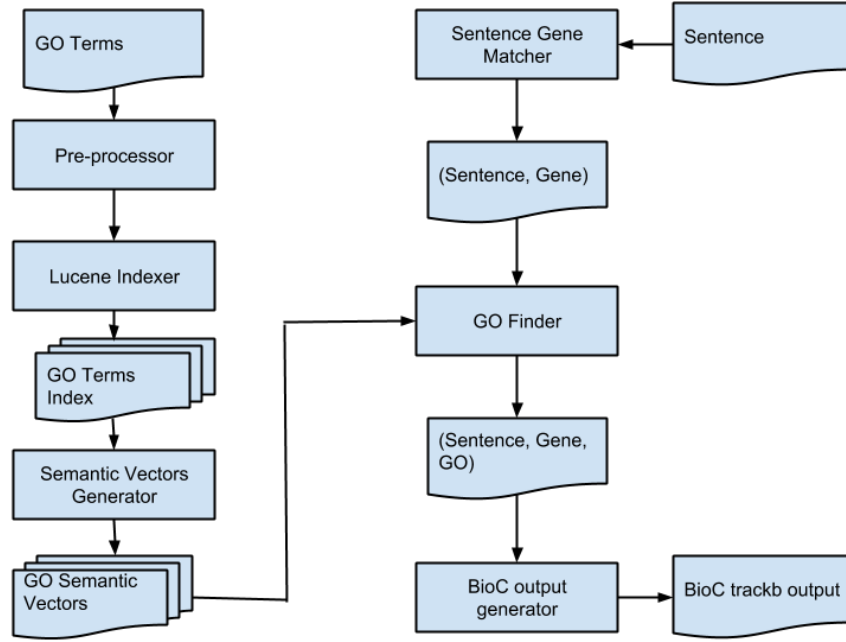 GO Terms
Pre-processor
Lucene Indexer
GO Terms
Index
Semantic Vectors
Generator
GO Semantic
Vectors
Sentence Gene
Matcher
Sentence
(Sentence, Gene)
GO Finder
(Sentence, Gene,
GO)
BioC output
generator
BioC trackb output